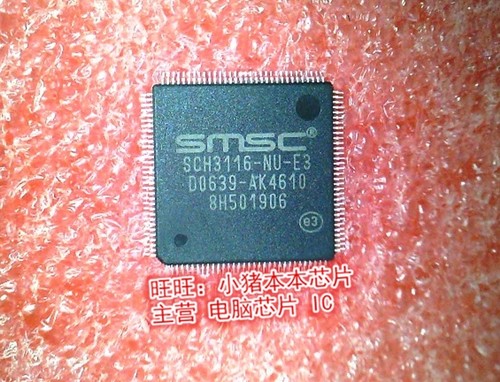 SMSC®
SCH3116-NU-E3
D0639-AK4610
8H501906
e3
旺旺：小猪本本芯片
主营 电脑芯片 IC